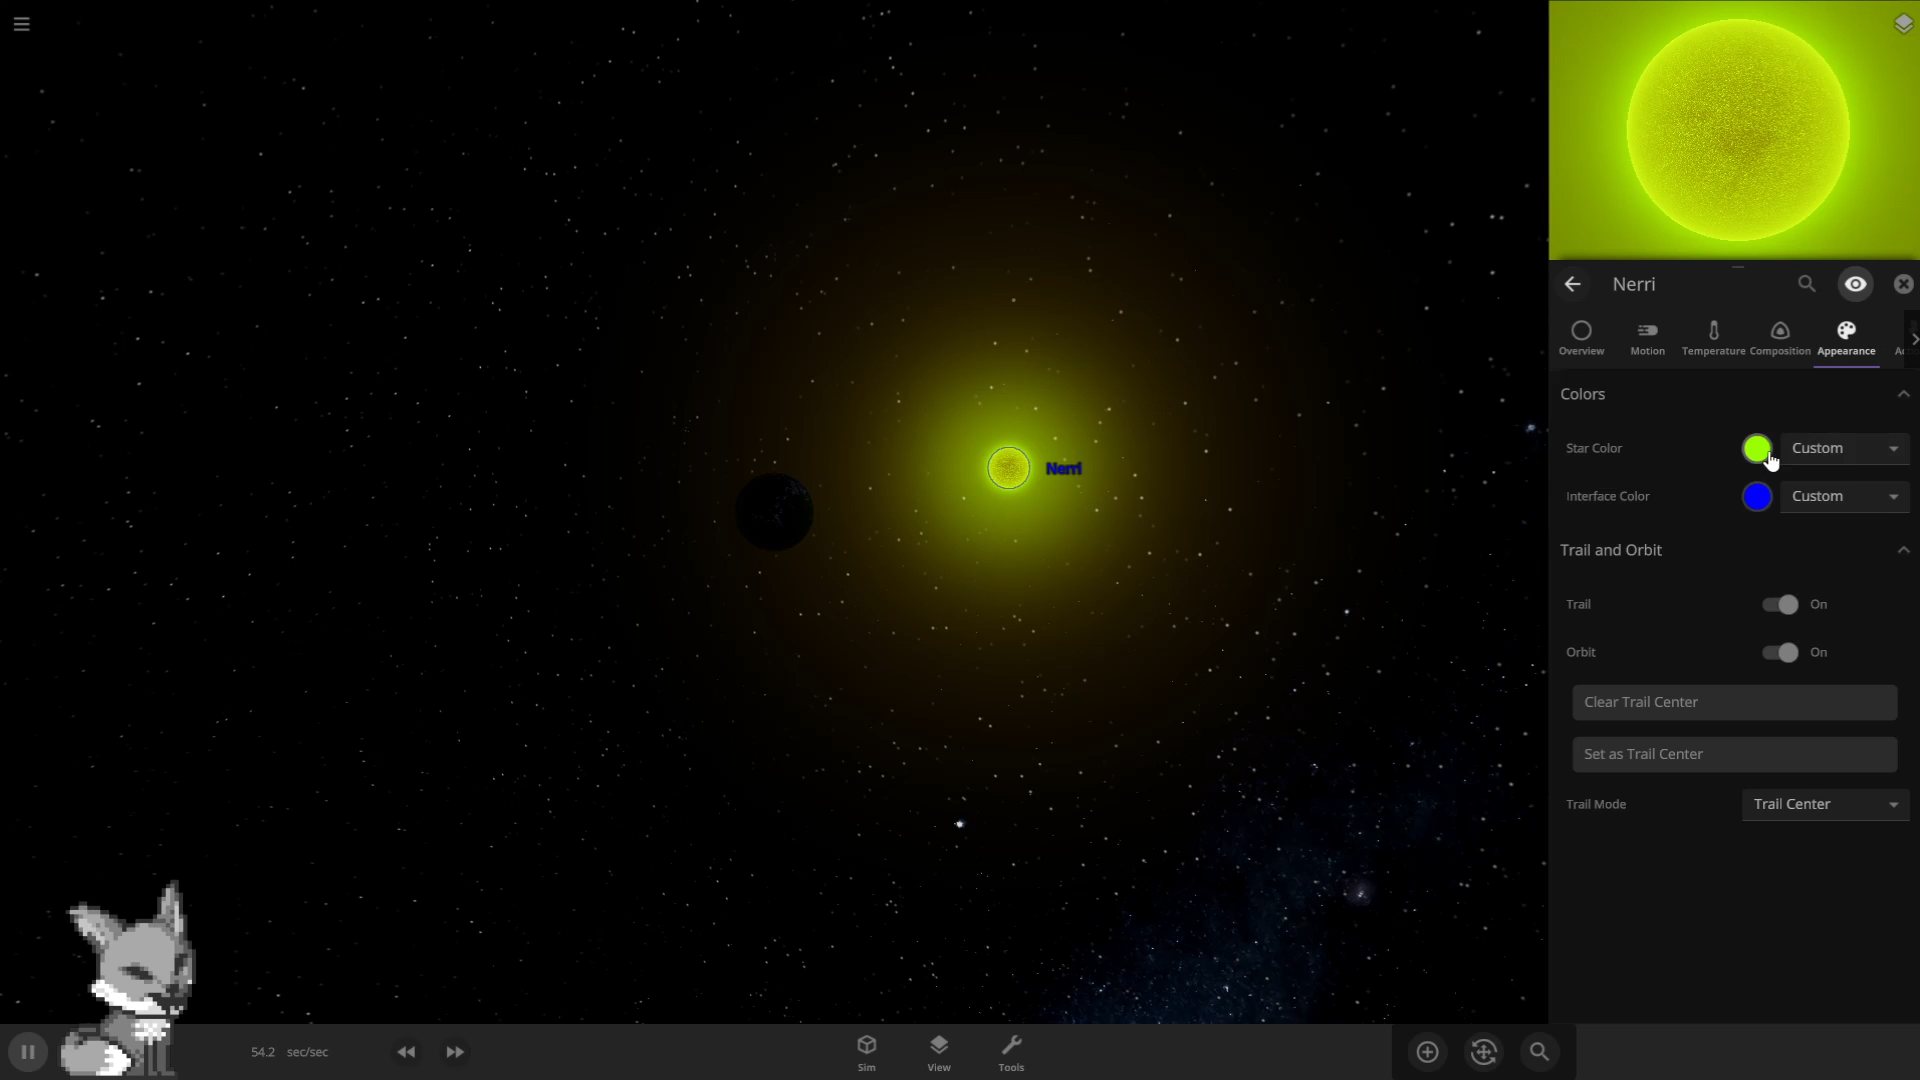 Nerri
Overview
Motion
Temperature
Composition
Appearance
Colors
Star Color
Custom
Interface Color
Custom
Trail and Orbit
Trail
On
Orbit
On
Clear Trail Center
Set as Trail Center
Trail Mode
Trail Center
Nerri
54.2 sec/sec
Sim
View
Tools